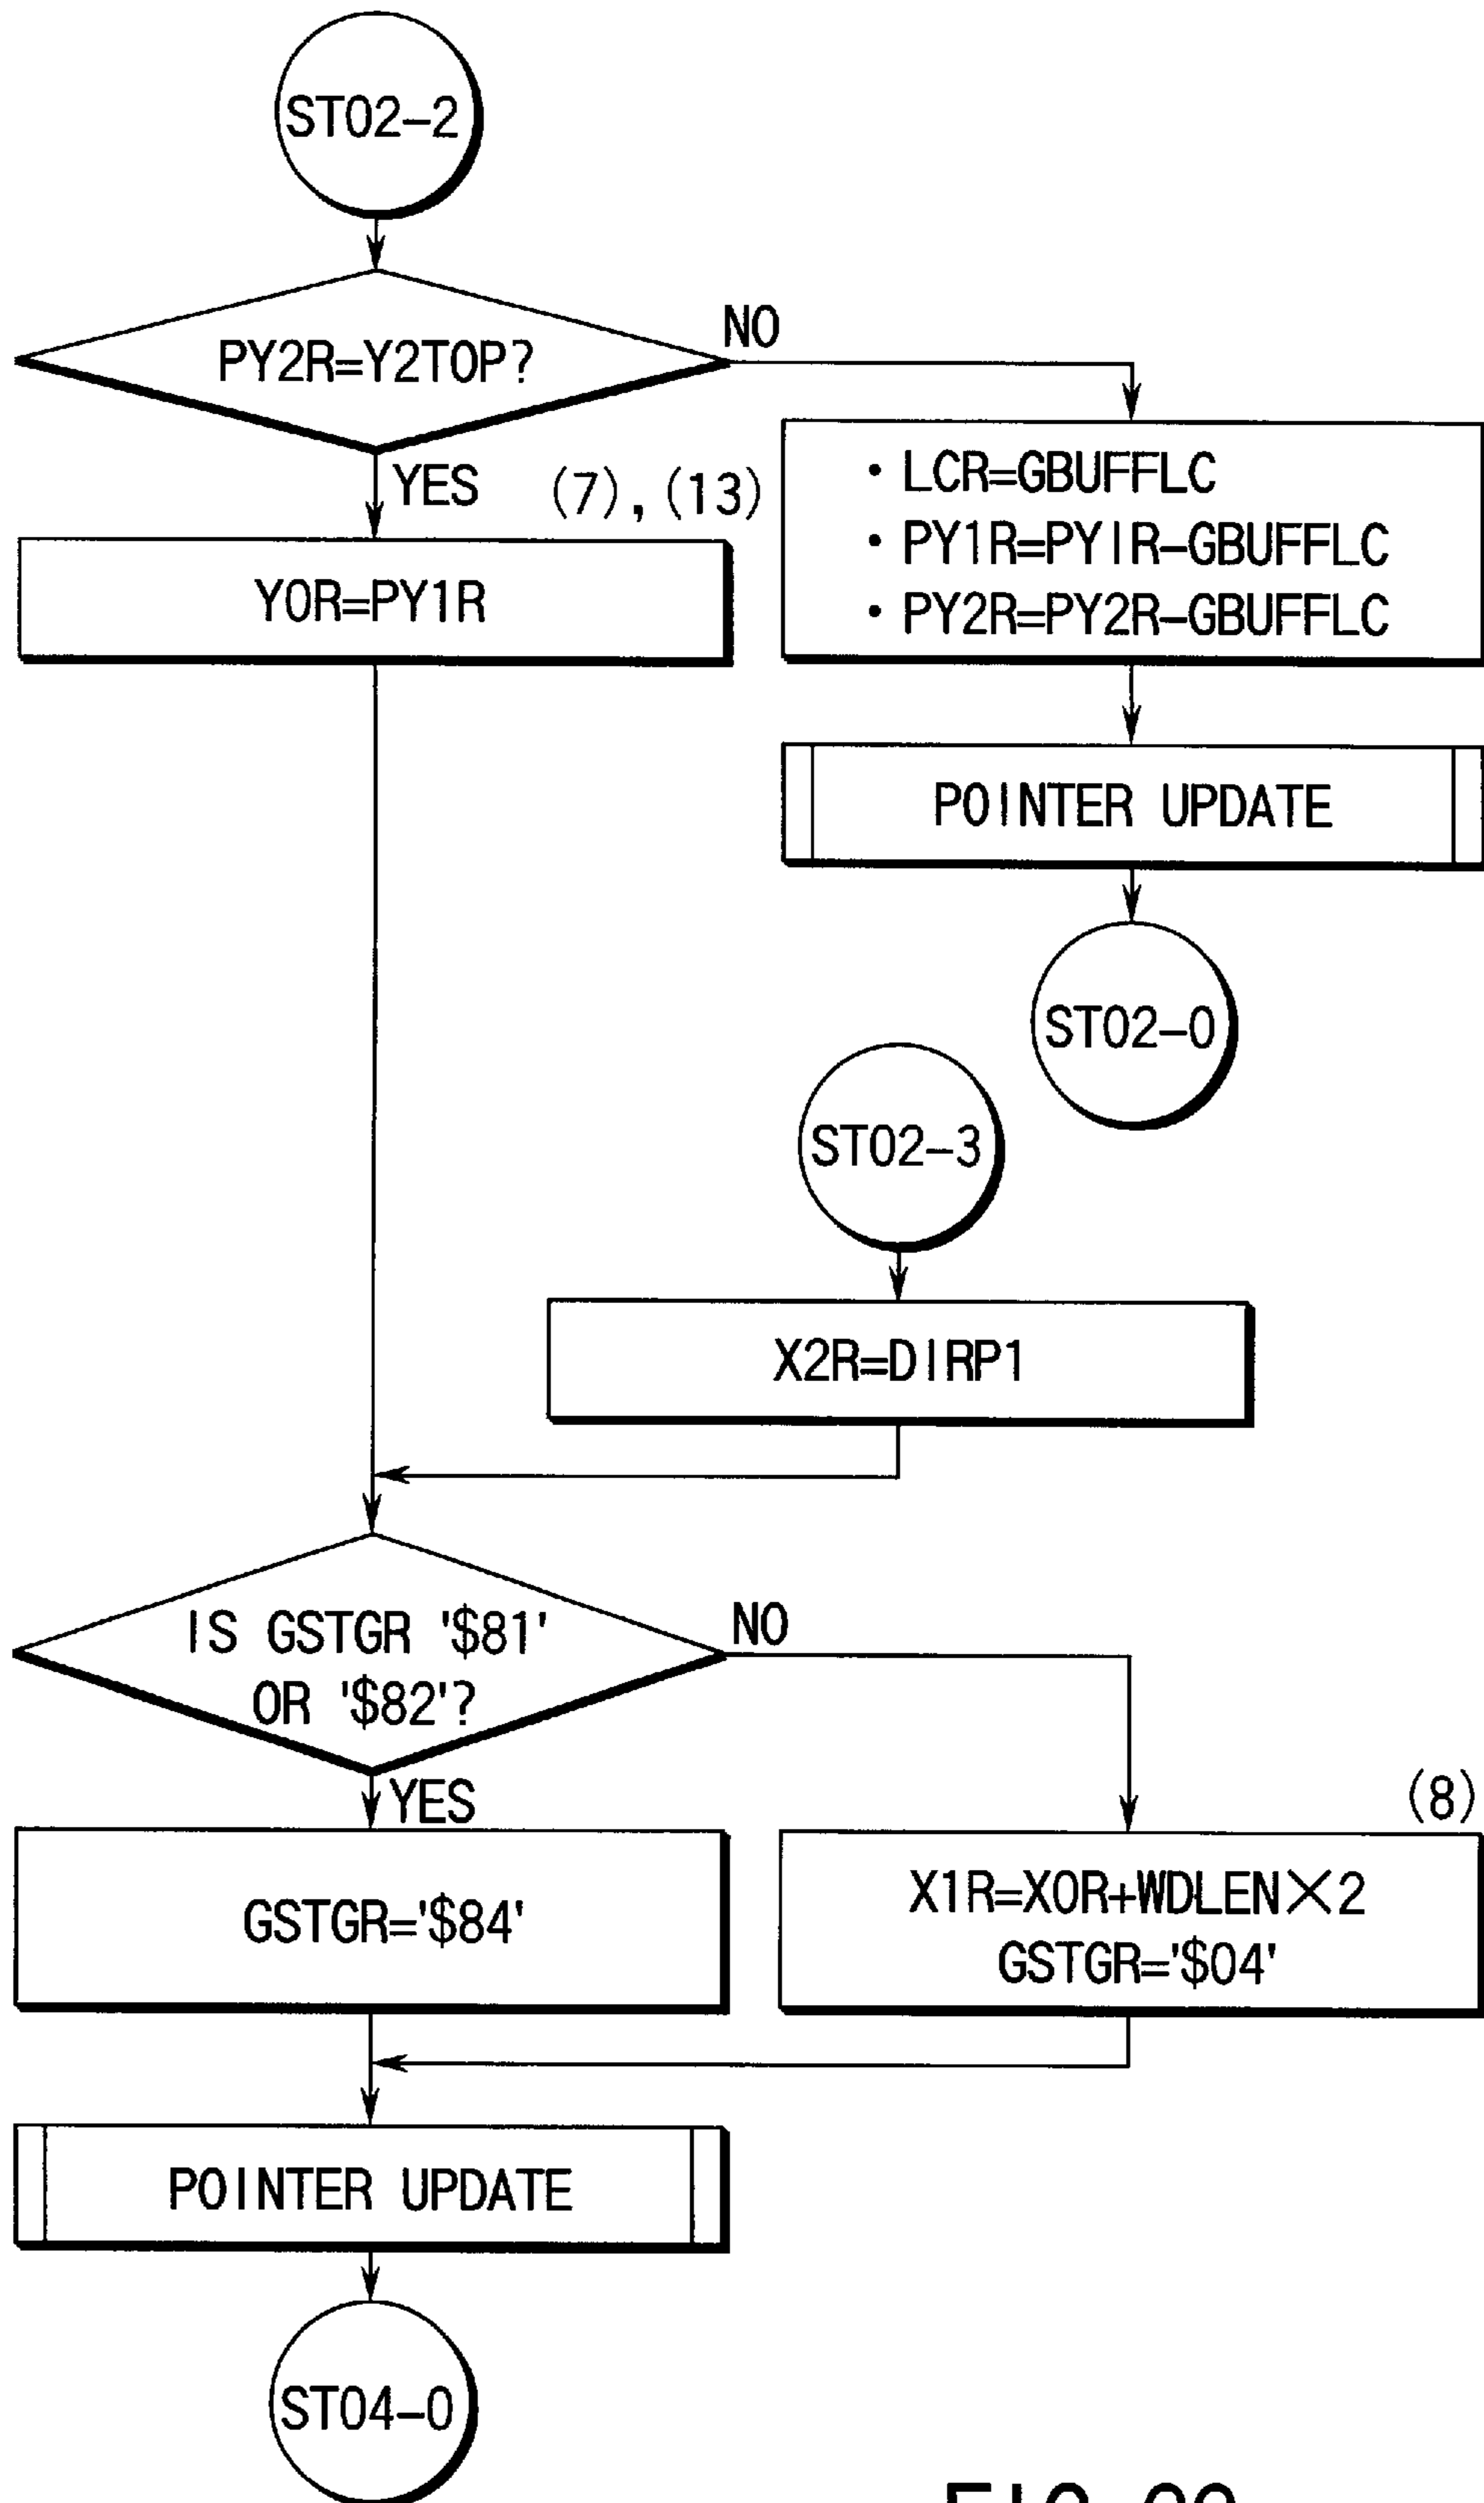 ST02-2
PY2R=Y2TOP?
NO
YES
(7), (13)
Y0R=PY1R
• LCR=GBUFFLC
• PY1R=PYIR-GBUFFLC
• PY2R=PY2R-GBUFFLC
POINTER UPDATE
ST02-0
ST02-3
X2R=DIRP1
IS GSTGR '$81'
OR '$82'?
NO
YES
GSTGR='$84'
(8)
X1R=X0R+WDLEN×2
GSTGR='$04'
POINTER UPDATE
ST04-0